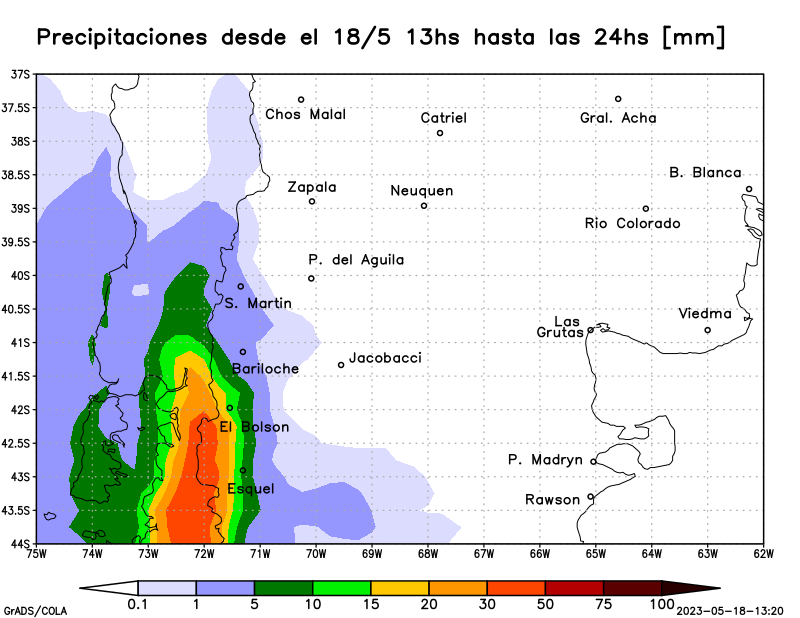 Precipitaciones desde el 18/5 13hs hasta las 24hs [mm]
37S
37.5S
Chos Malal
Catriel
Gral. Acha
38S
38.5S
B. Blanca
Zapala
Neuquen
39S
Rio Colorado
39.5S
P. del Aguila
40S
S. Martin
40.5S
Las
Grutas
Viedma
41S
Jacobacci
Bariloche
41.5S
42S
El Bolson
42.5S
P. Madryn
43S
Esquel
Rawson
43.5S
44S
75W 74W 73W 72W 71W 70W 69W 68W 67W 66W 65W 64W 63W 62W
0.1 1 5 10 15 20 30 50 75 100
GrADS/COLA
2023-05-18-13:20